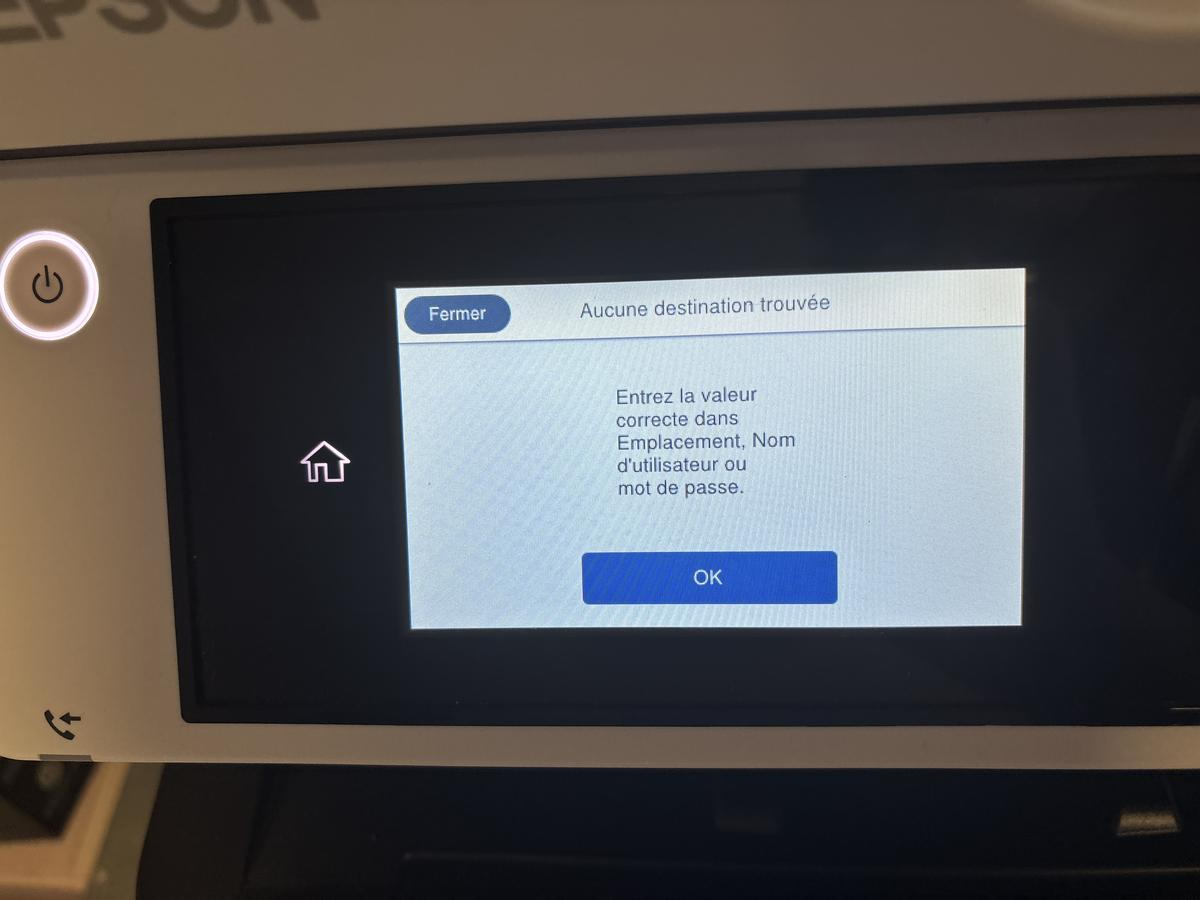 EPSON
Fermer
Aucune destination trouvée
Entrez la valeur
correcte dans
Emplacement, Nom
d'utilisateur ou
mot de passe.
OK